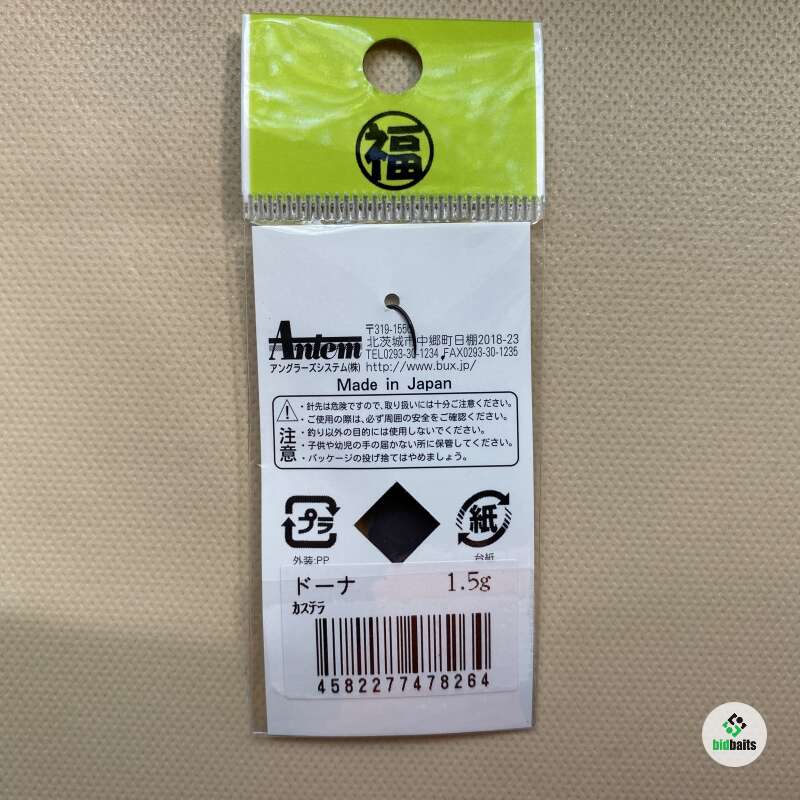 福
Antem
アングラーズシステム(株)
〒319-155
北茨城市中郷町日棚2018-23
TEL0293-30-1234 FAX0293-30-1235
http://www.bux.jp/
Made in Japan
注意
・針先は危険ですので、取り扱いには十分ご注意ください。
・ご使用の際は、必ず周囲の安全をご確認ください。
・釣り以外の目的には使用しないでください。
・子供や幼児の手の届かない所に保管してください。
・パッケージの投げ捨てはやめましょう。
プラ
紙
外装:PP
台紙
ドーナ 1.5g
カステラ
4582277478264
bidbaits